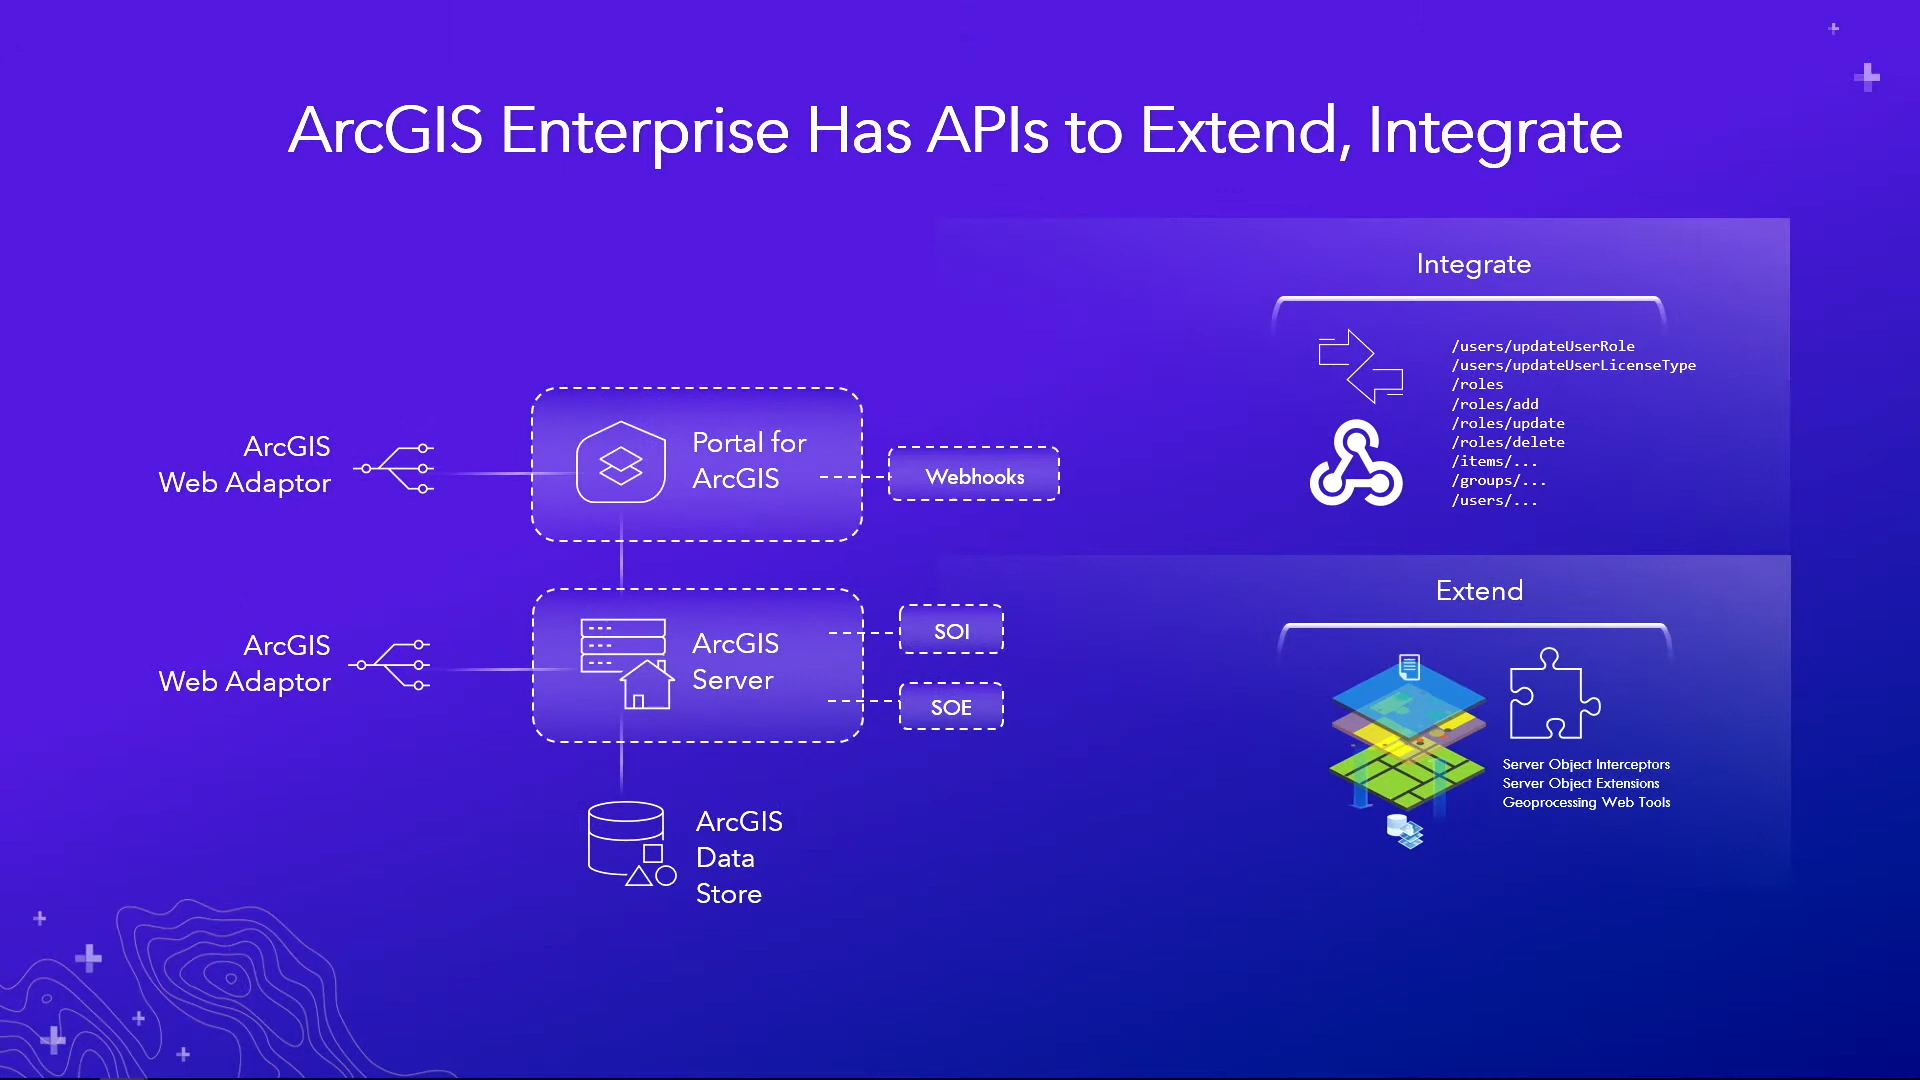 ArcGIS Enterprise Has APIs to Extend, Integrate
ArcGIS
Web Adaptor
Portal for
ArcGIS
Webhooks
ArcGIS
Web Adaptor
ArcGIS
Server
SOI
SOE
ArcGIS
Data
Store
Integrate
/users/updateUserRole
/users/updateUserLicenseType
/roles
/roles/add
/roles/update
/roles/delete
/items/...
/groups/...
/users/...
Extend
Server Object Interceptors
Server Object Extensions
Geoprocessing Web Tools